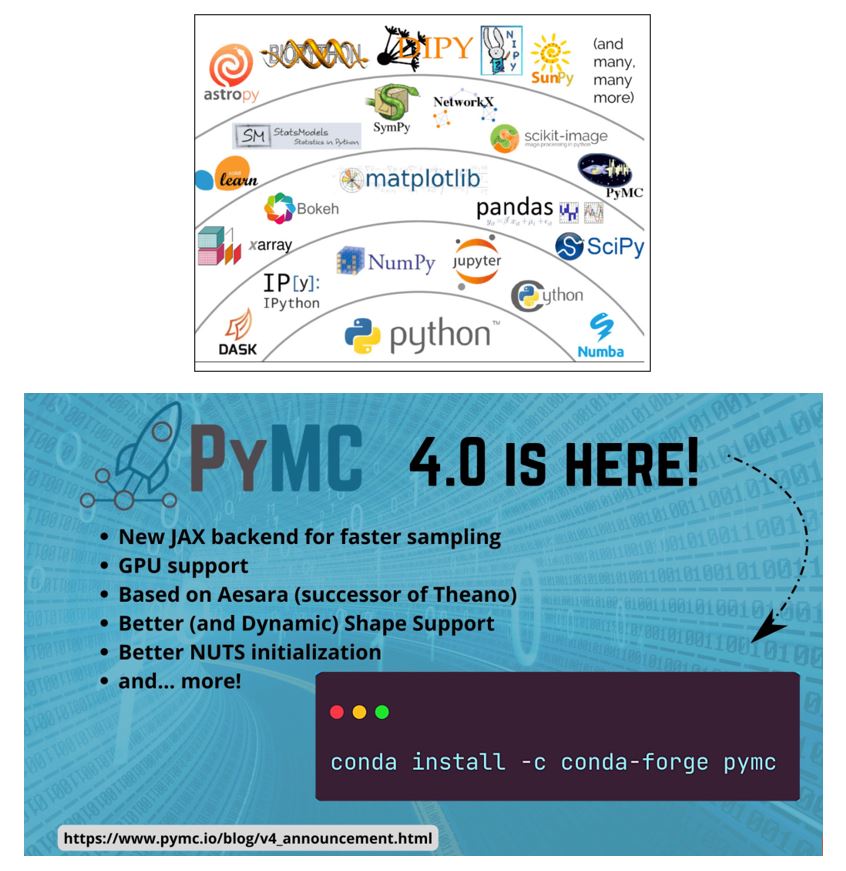 BIOPYTHON
DIPY
NIPY
astropy
SunPy
(and
many,
many
more)
SymPy
NetworkX
SM StatsModels
Statistics in Python
scikit-image
image processing in python
learn
matplotlib
PyMC
Bokeh
pandas
xarray
NumPy
jupyter
SciPy
IP[y]:
IPython
Cython
DASK
python™
Numba
PyMC 4.0 is here!
• New JAX backend for faster sampling
• GPU support
• Based on Aesara (successor of Theano)
• Better (and Dynamic) Shape Support
• Better NUTS initialization
• and... more!
conda install -c conda-forge pymc
https://www.pymc.io/blog/v4_announcement.html